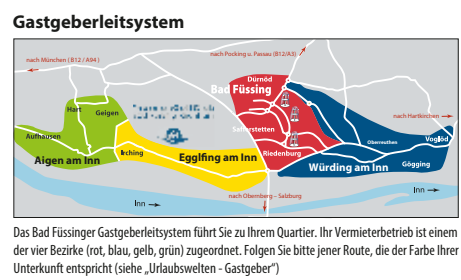 Gastgeberleitsystem
nach München (B12 / A94)
nach Pocking u. Passau (B12/A3)
Dürnöd
Bad Füssing
Hart
Geigen
nach Hartkirchen
Safferstetten
Aufhausen
Voglöd
Obernreuthen
Irching
Egglfing am Inn
Riedenburg
Aigen am Inn
Würding am Inn
Gögging
Inn
Inn
nach Obernberg – Salzburg
Das Bad Füssinger Gastgeberleitsystem führt Sie zu Ihrem Quartier. Ihr Vermieterbetrieb ist einem
der vier Bezirke (rot, blau, gelb, grün) zugeordnet. Folgen Sie bitte jener Route, die der Farbe Ihrer
Unterkunft entspricht (siehe „Urlaubswelten - Gastgeber")